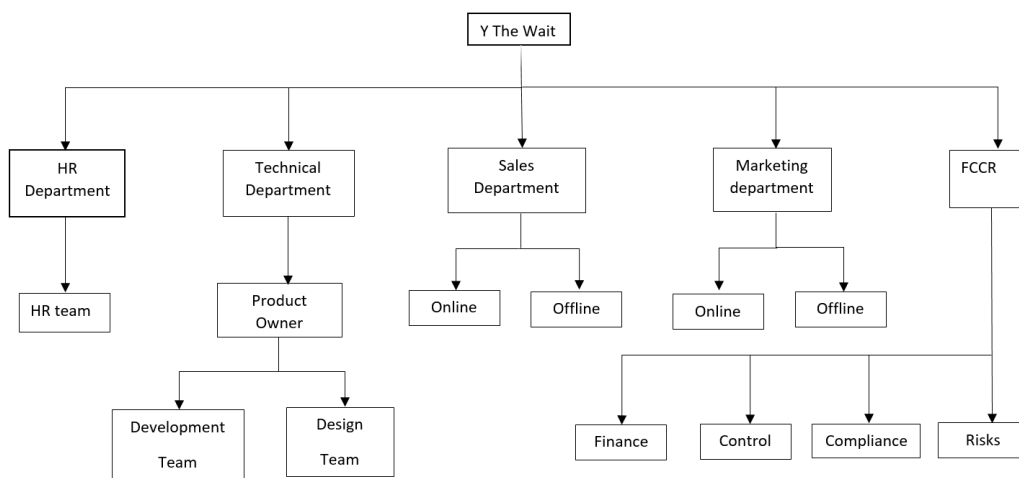 Y The Wait
HR
Department
Technical
Department
Sales
Department
Marketing
department
FCCR
HR team
Product
Owner
Online
Offline
Online
Offline
Development
Team
Design
Team
Finance
Control
Compliance
Risks